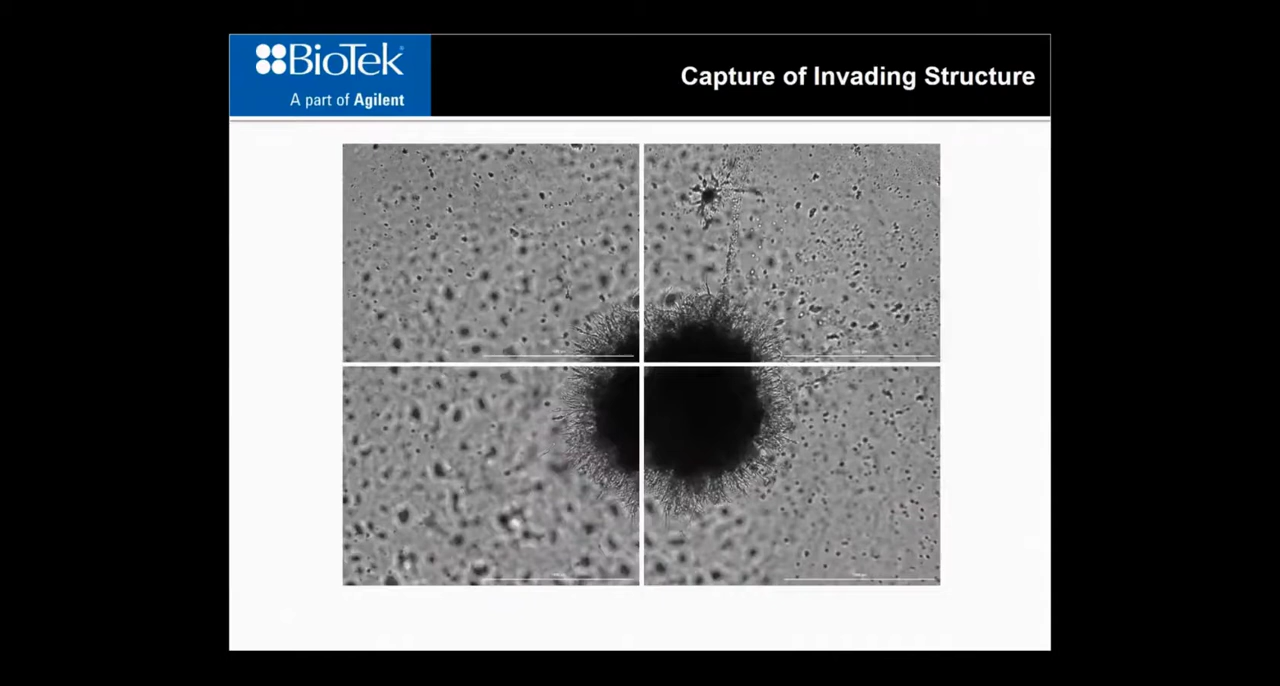 BioTek
A part of Agilent
Capture of Invading Structure